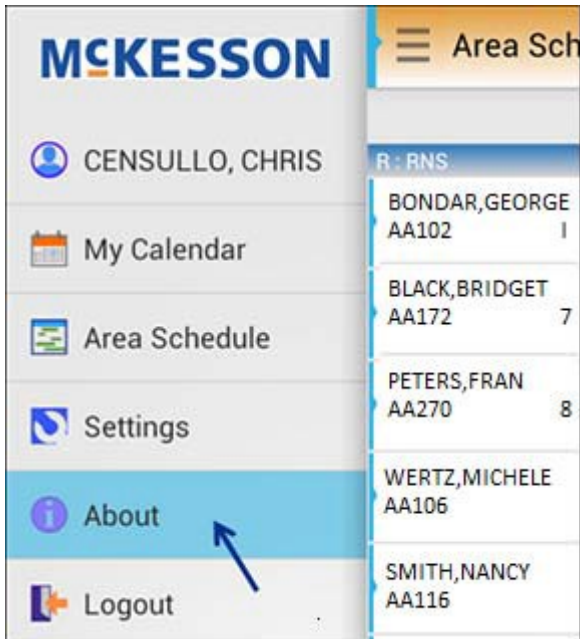 McKESSON
CENSULLO, CHRIS
My Calendar
Area Schedule
Settings
About
Logout
Area Sch
R : RNS
BONDAR,GEORGE
AA102 I
BLACK,BRIDGET
AA172 7
PETERS,FRAN
AA270 8
WERTZ,MICHELE
AA106
SMITH,NANCY
AA116